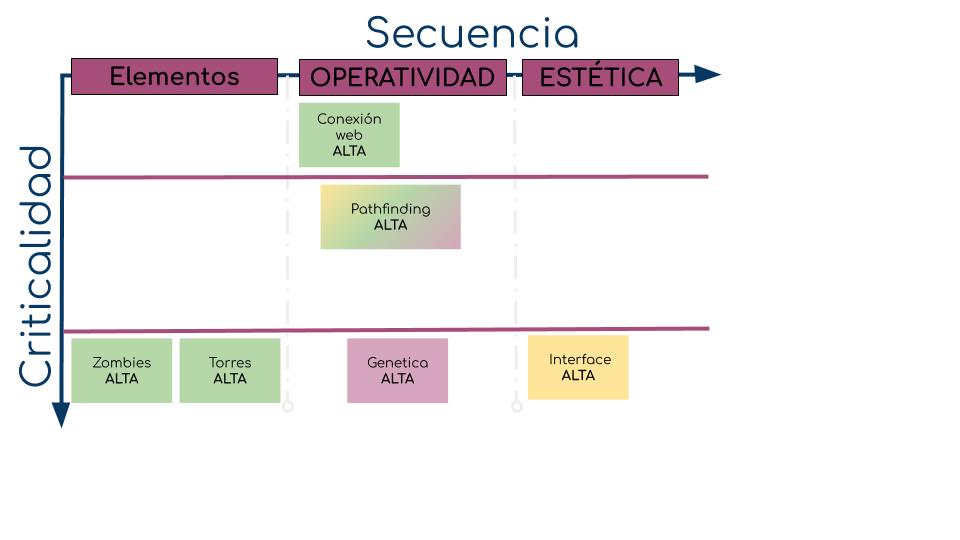 Secuencia
Elementos
OPERATIVIDAD
ESTÉTICA
Criticalidad
Conexión
web
ALTA
Pathfinding
ALTA
Zombies
ALTA
Torres
ALTA
Genetica
ALTA
Interface
ALTA